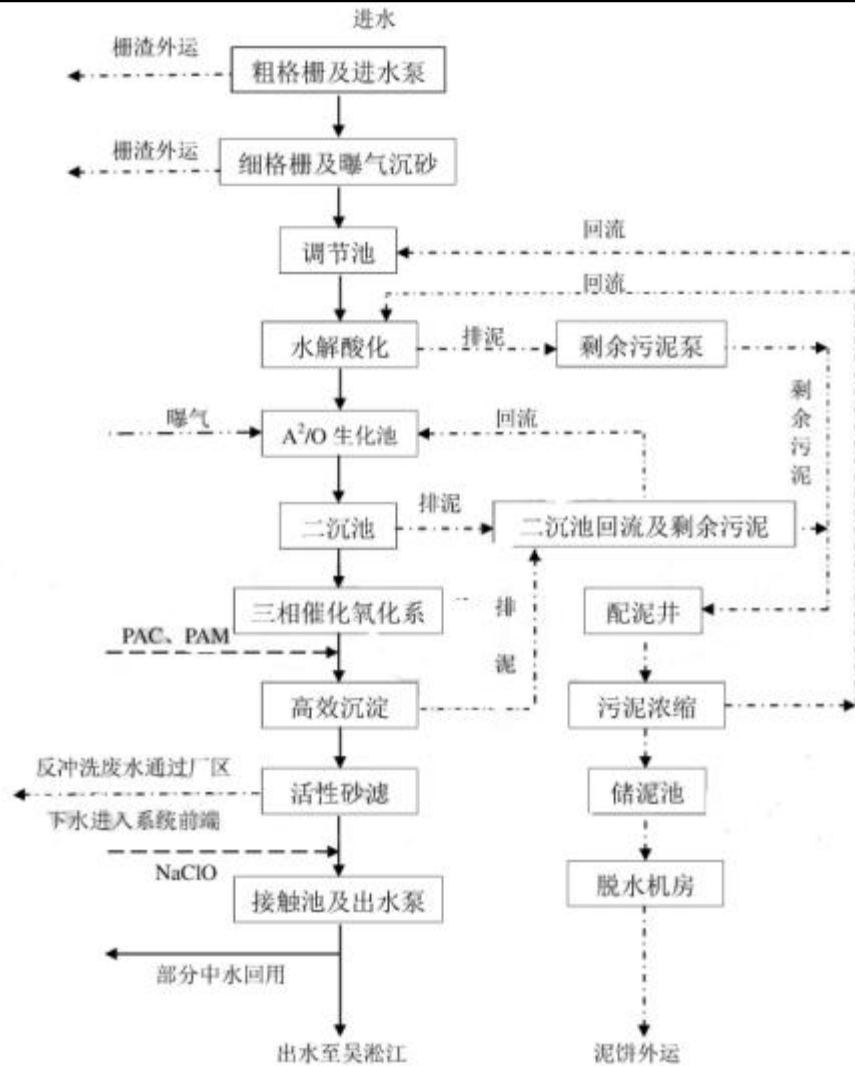 进水
栅渣外运
粗格栅及进水泵
栅渣外运
细格栅及曝气沉砂
回流
调节池
回流
水解酸化
排泥
剩余污泥泵
剩余污泥
曝气
A²/O 生化池
回流
二沉池
排泥
二沉池回流及剩余污泥
三相催化氧化系
排泥
配泥井
PAC、PAM
高效沉淀
污泥浓缩
反冲洗废水通过厂区
下水进入系统前端
活性砂滤
储泥池
NaClO
接触池及出水泵
脱水机房
部分中水回用
出水至吴淞江
泥饼外运